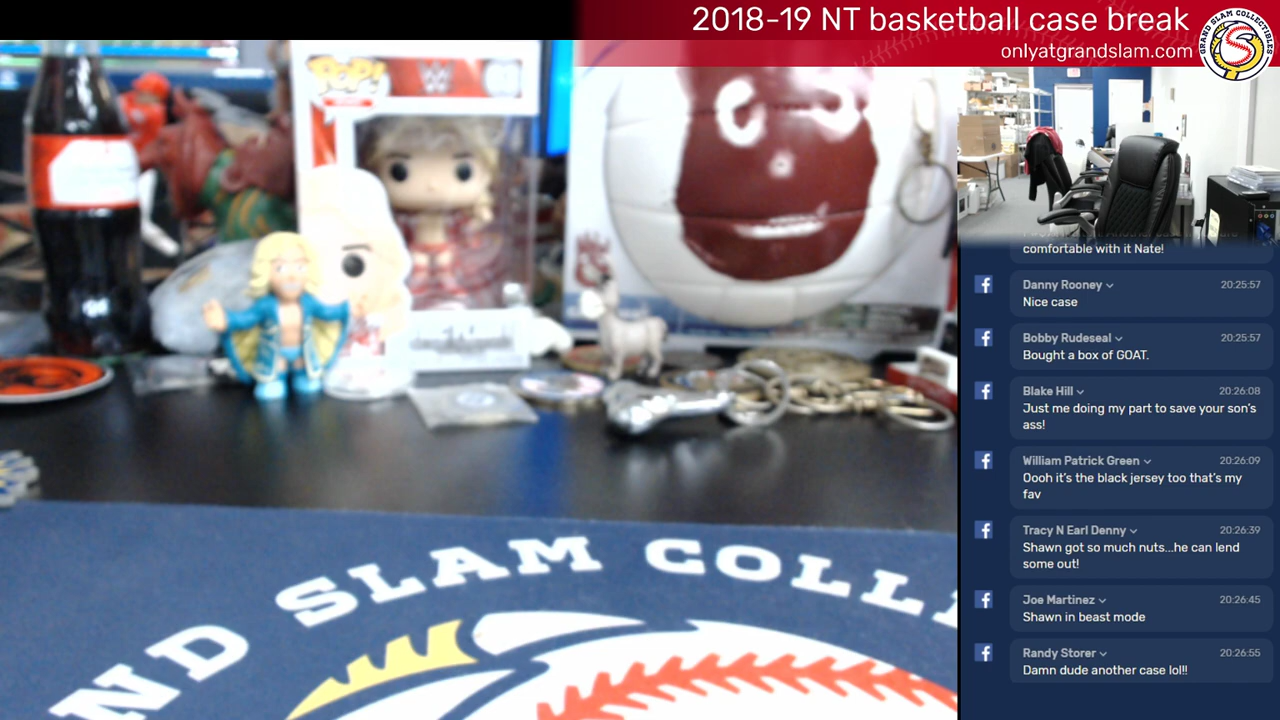 2018-19 NT basketball case break
onlyatgrandslam.com
GRAND SLAM COLLECTIBLES
S
POP!
W
comfortable with it Nate!
Danny Rooney 20:25:57
Nice case
Bobby Rudeseal 20:25:57
Bought a box of GOAT.
Blake Hill 20:26:08
Just me doing my part to save your son's
ass!
William Patrick Green 20:26:09
Oooh it's the black jersey too that's my
fav
Tracy N Earl Denny 20:26:39
Shawn got so much nuts...he can lend
some out!
Joe Martinez 20:26:45
Shawn in beast mode
Randy Storer 20:26:55
Damn dude another case lol!!
ND SLAM COLL